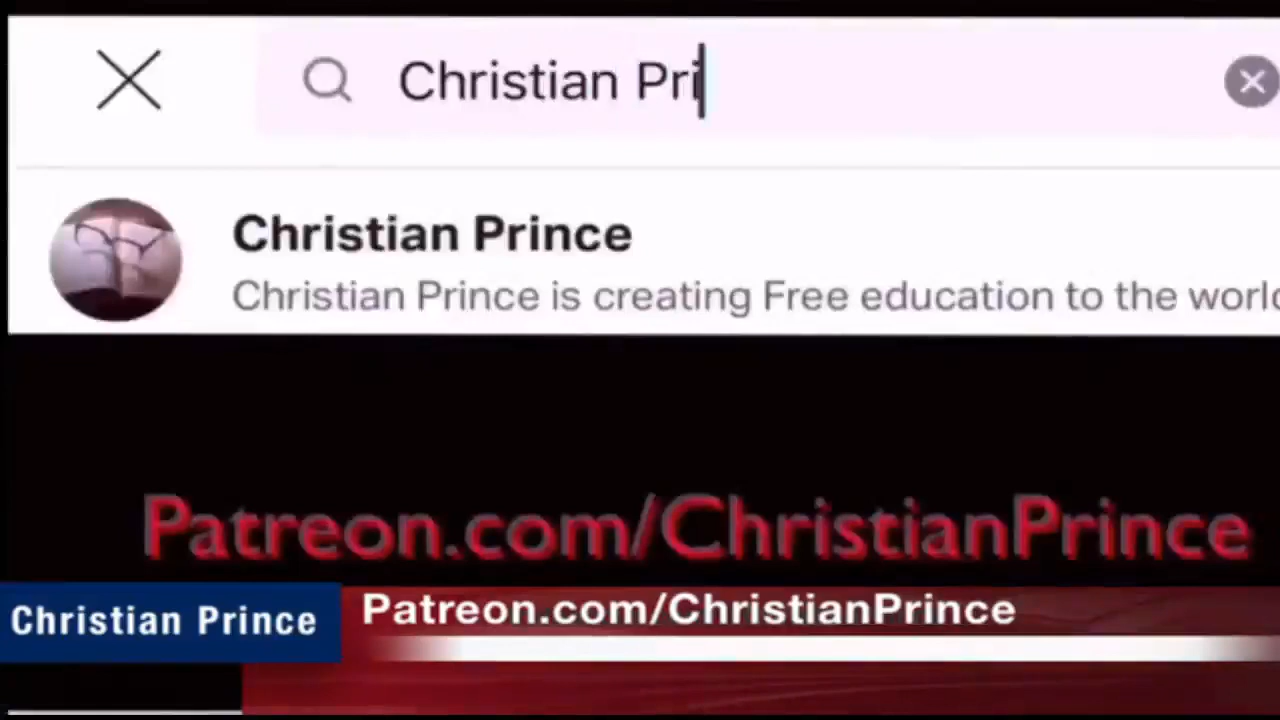 Christian Pri
Christian Prince
Christian Prince is creating Free education to the world
Patreon.com/ChristianPrince
Christian Prince
Patreon.com/ChristianPrince